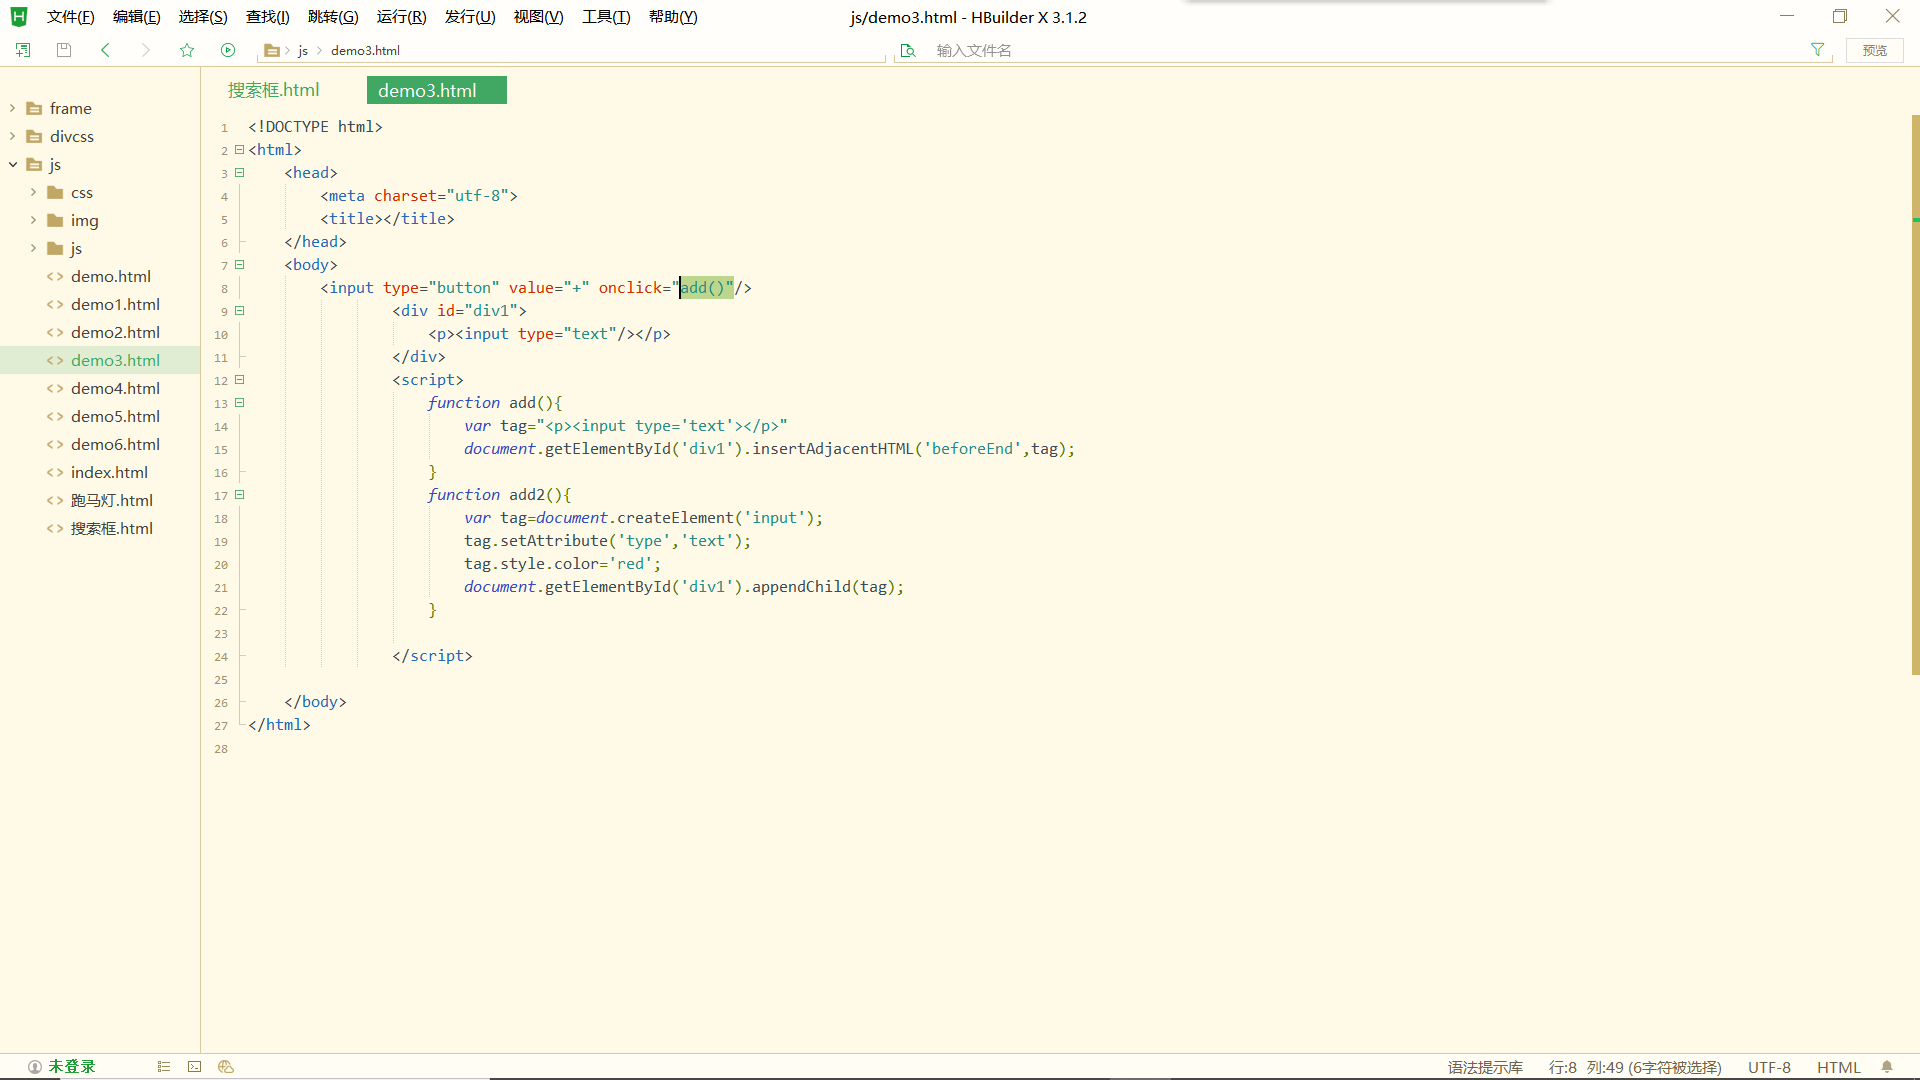 文件(F) 编辑(E) 选择(S) 查找(I) 跳转(G) 运行(R) 发行(U) 视图(V) 工具(T) 帮助(Y) js/demo3.html - HBuilder X 3.1.2
js demo3.html 输入文件名 预览
frame
divcss
js
css
img
js
demo.html
demo1.html
demo2.html
demo3.html
demo4.html
demo5.html
demo6.html
index.html
跑马灯.html
搜索框.html
搜索框.html demo3.html
1 <!DOCTYPE html>
2 <html>
3 <head>
4 <meta charset="utf-8">
5 <title></title>
6 </head>
7 <body>
8 <input type="button" value="+" onclick="add()"/>
9 <div id="div1">
10 <p><input type="text"/></p>
11 </div>
12 <script>
13 function add(){
14 var tag="<p><input type='text'></p>"
15 document.getElementById('div1').insertAdjacentHTML('beforeEnd',tag);
16 }
17 function add2(){
18 var tag=document.createElement('input');
19 tag.setAttribute('type','text');
20 tag.style.color='red';
21 document.getElementById('div1').appendChild(tag);
22 }
23
24 </script>
25
26 </body>
27 </html>
28
未登录 语法提示库 行:8 列:49 (6字符被选择) UTF-8 HTML